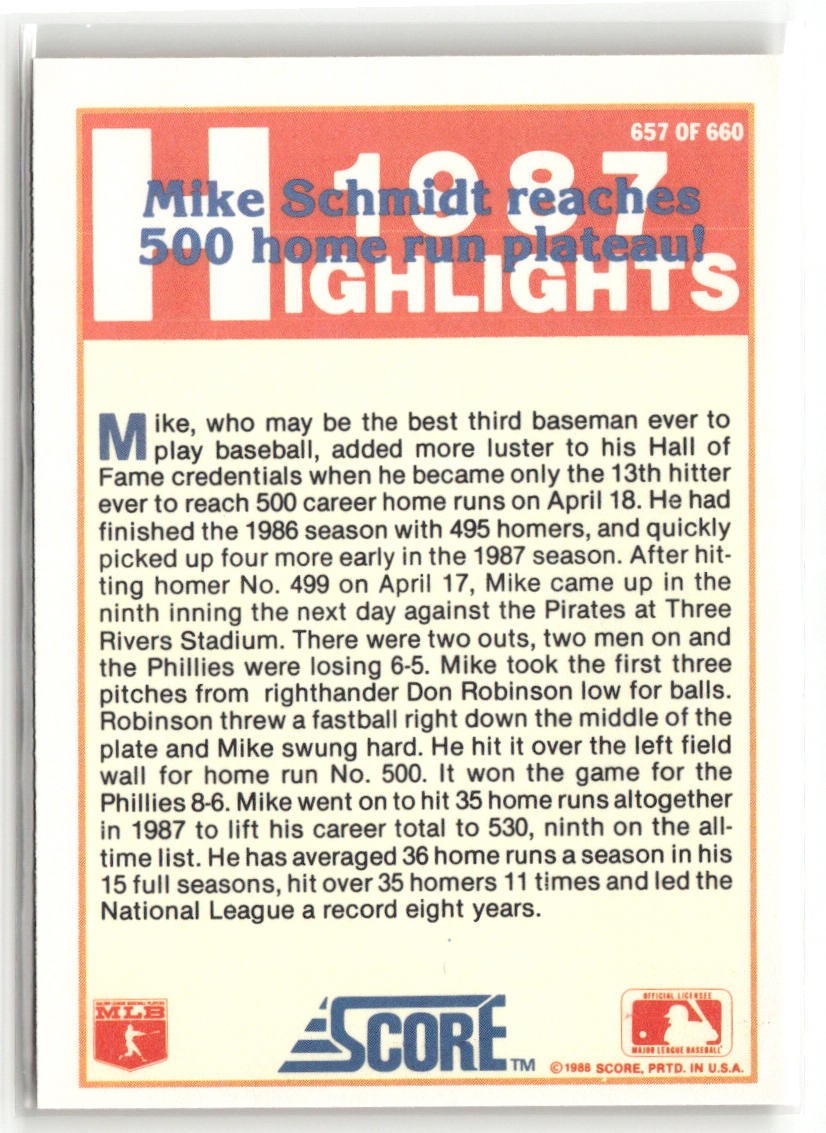 657 OF 660
1987
HIGHLIGHTS
Mike Schmidt reaches
500 home run plateau!
Mike, who may be the best third baseman ever to
play baseball, added more luster to his Hall of
Fame credentials when he became only the 13th hitter
ever to reach 500 career home runs on April 18. He had
finished the 1986 season with 495 homers, and quickly
picked up four more early in the 1987 season. After hit-
ting homer No. 499 on April 17, Mike came up in the
ninth inning the next day against the Pirates at Three
Rivers Stadium. There were two outs, two men on and
the Phillies were losing 6-5. Mike took the first three
pitches from righthander Don Robinson low for balls.
Robinson threw a fastball right down the middle of the
plate and Mike swung hard. He hit it over the left field
wall for home run No. 500. It won the game for the
Phillies 8-6. Mike went on to hit 35 home runs altogether
in 1987 to lift his career total to 530, ninth on the all-
time list. He has averaged 36 home runs a season in his
15 full seasons, hit over 35 homers 11 times and led the
National League a record eight years.
MAJOR LEAGUE BASEBALL PLAYERS
MLB
SCORE TM
OFFICIAL LICENSEE
MAJOR LEAGUE BASEBALL
©1988 SCORE, PRTD. IN U.S.A.